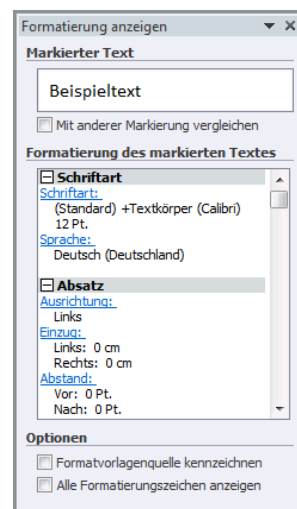 Formatierung anzeigen
Markierter Text
Beispieltext
Mit anderer Markierung vergleichen
Formatierung des markierten Textes
Schriftart
Schriftart:
(Standard) +Textkörper (Calibri)
12 Pt.
Sprache:
Deutsch (Deutschland)
Absatz
Ausrichtung:
Links
Einzug:
Links: 0 cm
Rechts: 0 cm
Abstand:
Vor: 0 Pt.
Nach: 0 Pt.
Optionen
Formatvorlagenquelle kennzeichnen
Alle Formatierungszeichen anzeigen